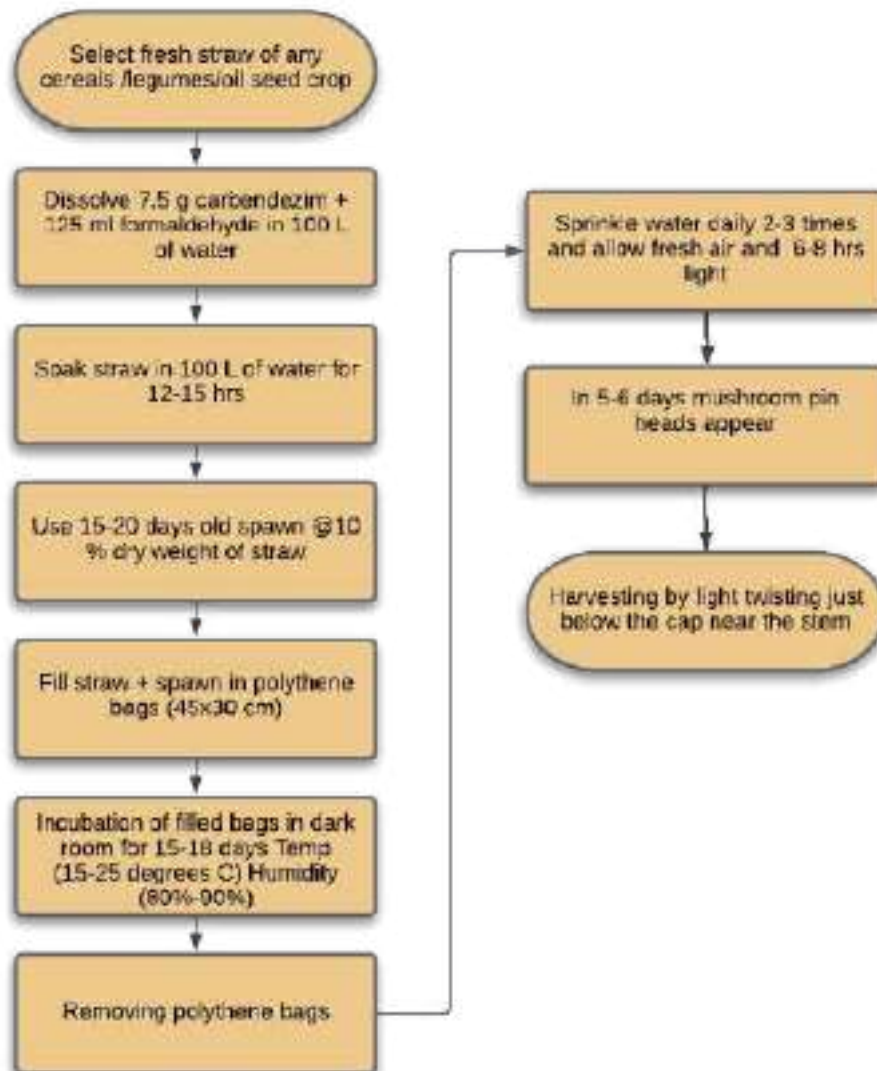 Select fresh straw of any
cereals /legumes/oil seed crop
Dissolve 7.5 g carbendezim +
125 ml formaldehyde in 100 L
of water
Soak straw in 100 L of water for
12-15 hrs
Use 15-20 days old spawn @10
% dry weight of straw
Fill straw + spawn in polythene
bags (45×30 cm)
Incubation of filled bags in dark
room for 15-18 days Temp
(15-25 degrees C) Humidity
(80%-90%)
Removing polythene bags
Sprinkle water daily 2-3 times
and allow fresh air and 6-8 hrs
light
In 5-6 days mushroom pin
heads appear
Harvesting by light twisting just
below the cap near the stem